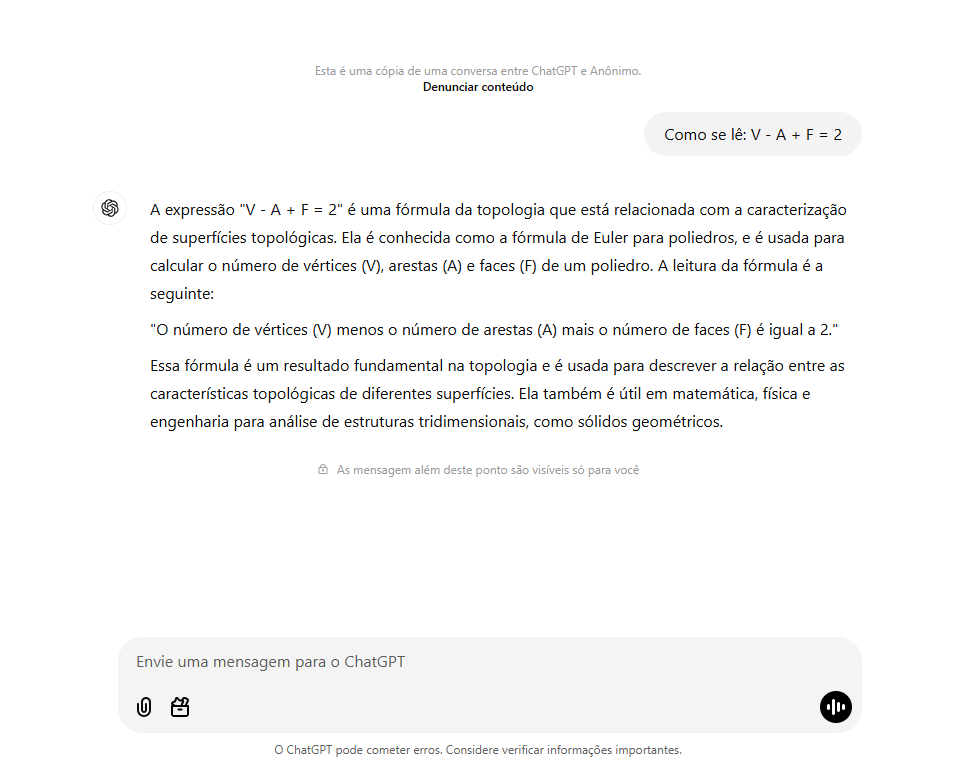 Esta é uma cópia de uma conversa entre ChatGPT e Anônimo.
Denunciar conteúdo
Como se lê: V - A + F = 2
A expressão "V - A + F = 2" é uma fórmula da topologia que está relacionada com a caracterização
de superfícies topológicas. Ela é conhecida como a fórmula de Euler para poliedros, e é usada para
calcular o número de vértices (V), arestas (A) e faces (F) de um poliedro. A leitura da fórmula é a
seguinte:
"O número de vértices (V) menos o número de arestas (A) mais o número de faces (F) é igual a 2."
Essa fórmula é um resultado fundamental na topologia e é usada para descrever a relação entre as
características topológicas de diferentes superfícies. Ela também é útil em matemática, física e
engenharia para análise de estruturas tridimensionais, como sólidos geométricos.
As mensagem além deste ponto são visíveis só para você
Envie uma mensagem para o ChatGPT
O ChatGPT pode cometer erros. Considere verificar informações importantes.